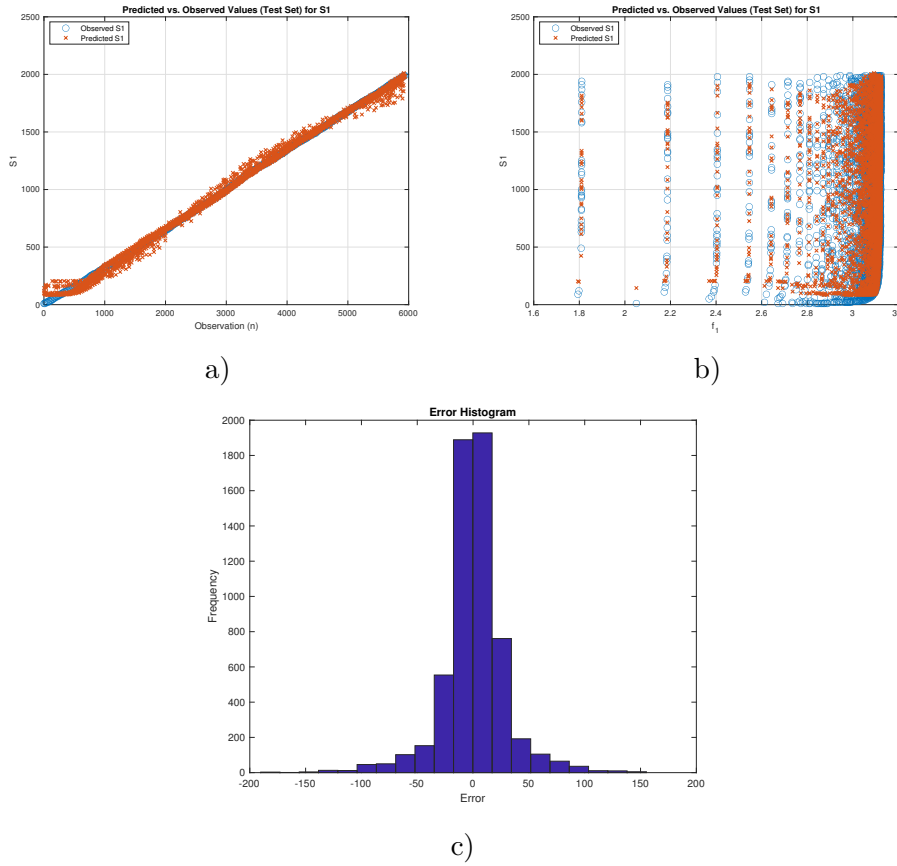 Predicted vs. Observed Values (Test Set) for S1
Observed S1
Predicted S1
2500
2000
1500
1000
500
0
S1
0 1000 2000 3000 4000 5000 6000
Observation (n)
a)
Predicted vs. Observed Values (Test Set) for S1
Observed S1
Predicted S1
2500
2000
1500
1000
500
0
S1
1.6 1.8 2 2.2 2.4 2.6 2.8 3
f1
b)
Error Histogram
2000
1800
1600
1400
1200
1000
800
600
400
200
0
Frequency
-200 -150 -100 -50 0 50 100 150 200
Error
c)